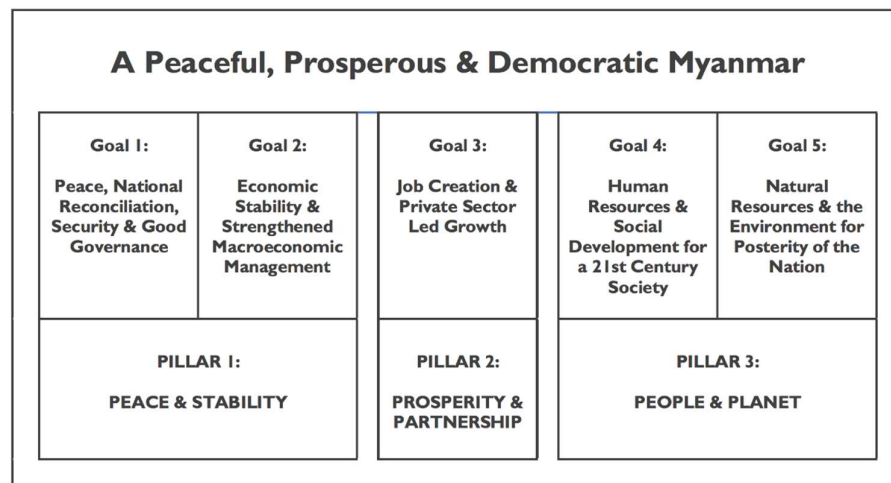 A Peaceful, Prosperous & Democratic Myanmar
Goal 1:
Peace, National
Reconciliation,
Security & Good
Governance
Goal 2:
Economic
Stability &
Strengthened
Macroeconomic
Management
Goal 3:
Job Creation &
Private Sector
Led Growth
Goal 4:
Human
Resources &
Social
Development for
a 21st Century
Society
Goal 5:
Natural
Resources & the
Environment for
Posterity of the
Nation
PILLAR 1:
PEACE & STABILITY
PILLAR 2:
PROSPERITY &
PARTNERSHIP
PILLAR 3:
PEOPLE & PLANET